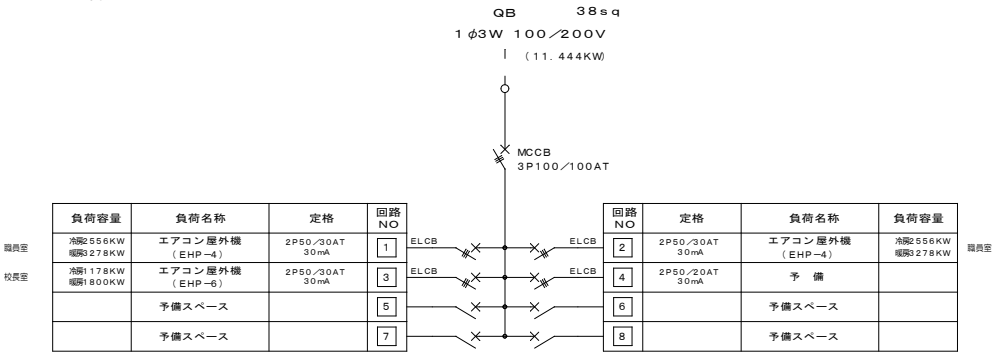 QB 38sq
1φ3W 100/200V
(11.444KW)
MCCB
3P100/100AT
負荷容量 負荷名称 定格 回路NO
職員室 冷房2556KW 暖房3278KW エアコン屋外機 (EHP-4) 2P50/30AT 30mA 1 ELCB
校長室 冷房1178KW 暖房1800KW エアコン屋外機 (EHP-6) 2P50/30AT 30mA 3 ELCB
予備スペース 5
予備スペース 7
回路NO 定格 負荷名称 負荷容量
ELCB 2 2P50/30AT 30mA エアコン屋外機 (EHP-4) 冷房2556KW 暖房3278KW 職員室
ELCB 4 2P50/20AT 30mA 予備
6 予備スペース
8 予備スペース